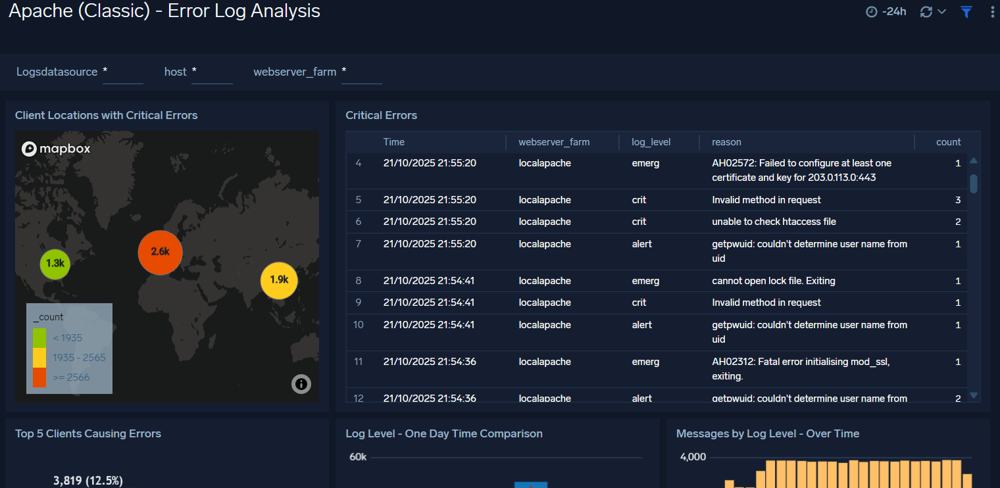 Apache (Classic) - Error Log Analysis
-24h
Logsdatasource *
host *
webserver_farm *
Client Locations with Critical Errors
mapbox
1.3k
2.6k
1.9k
_count
< 1935
1935 - 2565
>= 2566
Critical Errors
Time webserver_farm log_level reason count
4 21/10/2025 21:55:20 localapache emerg AH02572: Failed to configure at least one 1
certificate and key for 203.0.113.0:443
5 21/10/2025 21:55:20 localapache crit Invalid method in request 3
6 21/10/2025 21:55:20 localapache crit unable to check htaccess file 2
7 21/10/2025 21:55:20 localapache alert getpwuid: couldn't determine user name from 1
uid
8 21/10/2025 21:54:41 localapache emerg cannot open lock file. Exiting 1
9 21/10/2025 21:54:41 localapache crit Invalid method in request 1
10 21/10/2025 21:54:41 localapache alert getpwuid: couldn't determine user name from 1
uid
11 21/10/2025 21:54:36 localapache emerg AH02312: Fatal error initialising mod_ssl, 1
exiting.
12 21/10/2025 21:54:36 localapache alert getpwuid: couldn't determine user name from 2
Top 5 Clients Causing Errors
3,819 (12.5%)
Log Level - One Day Time Comparison
60k
Messages by Log Level - Over Time
4,000